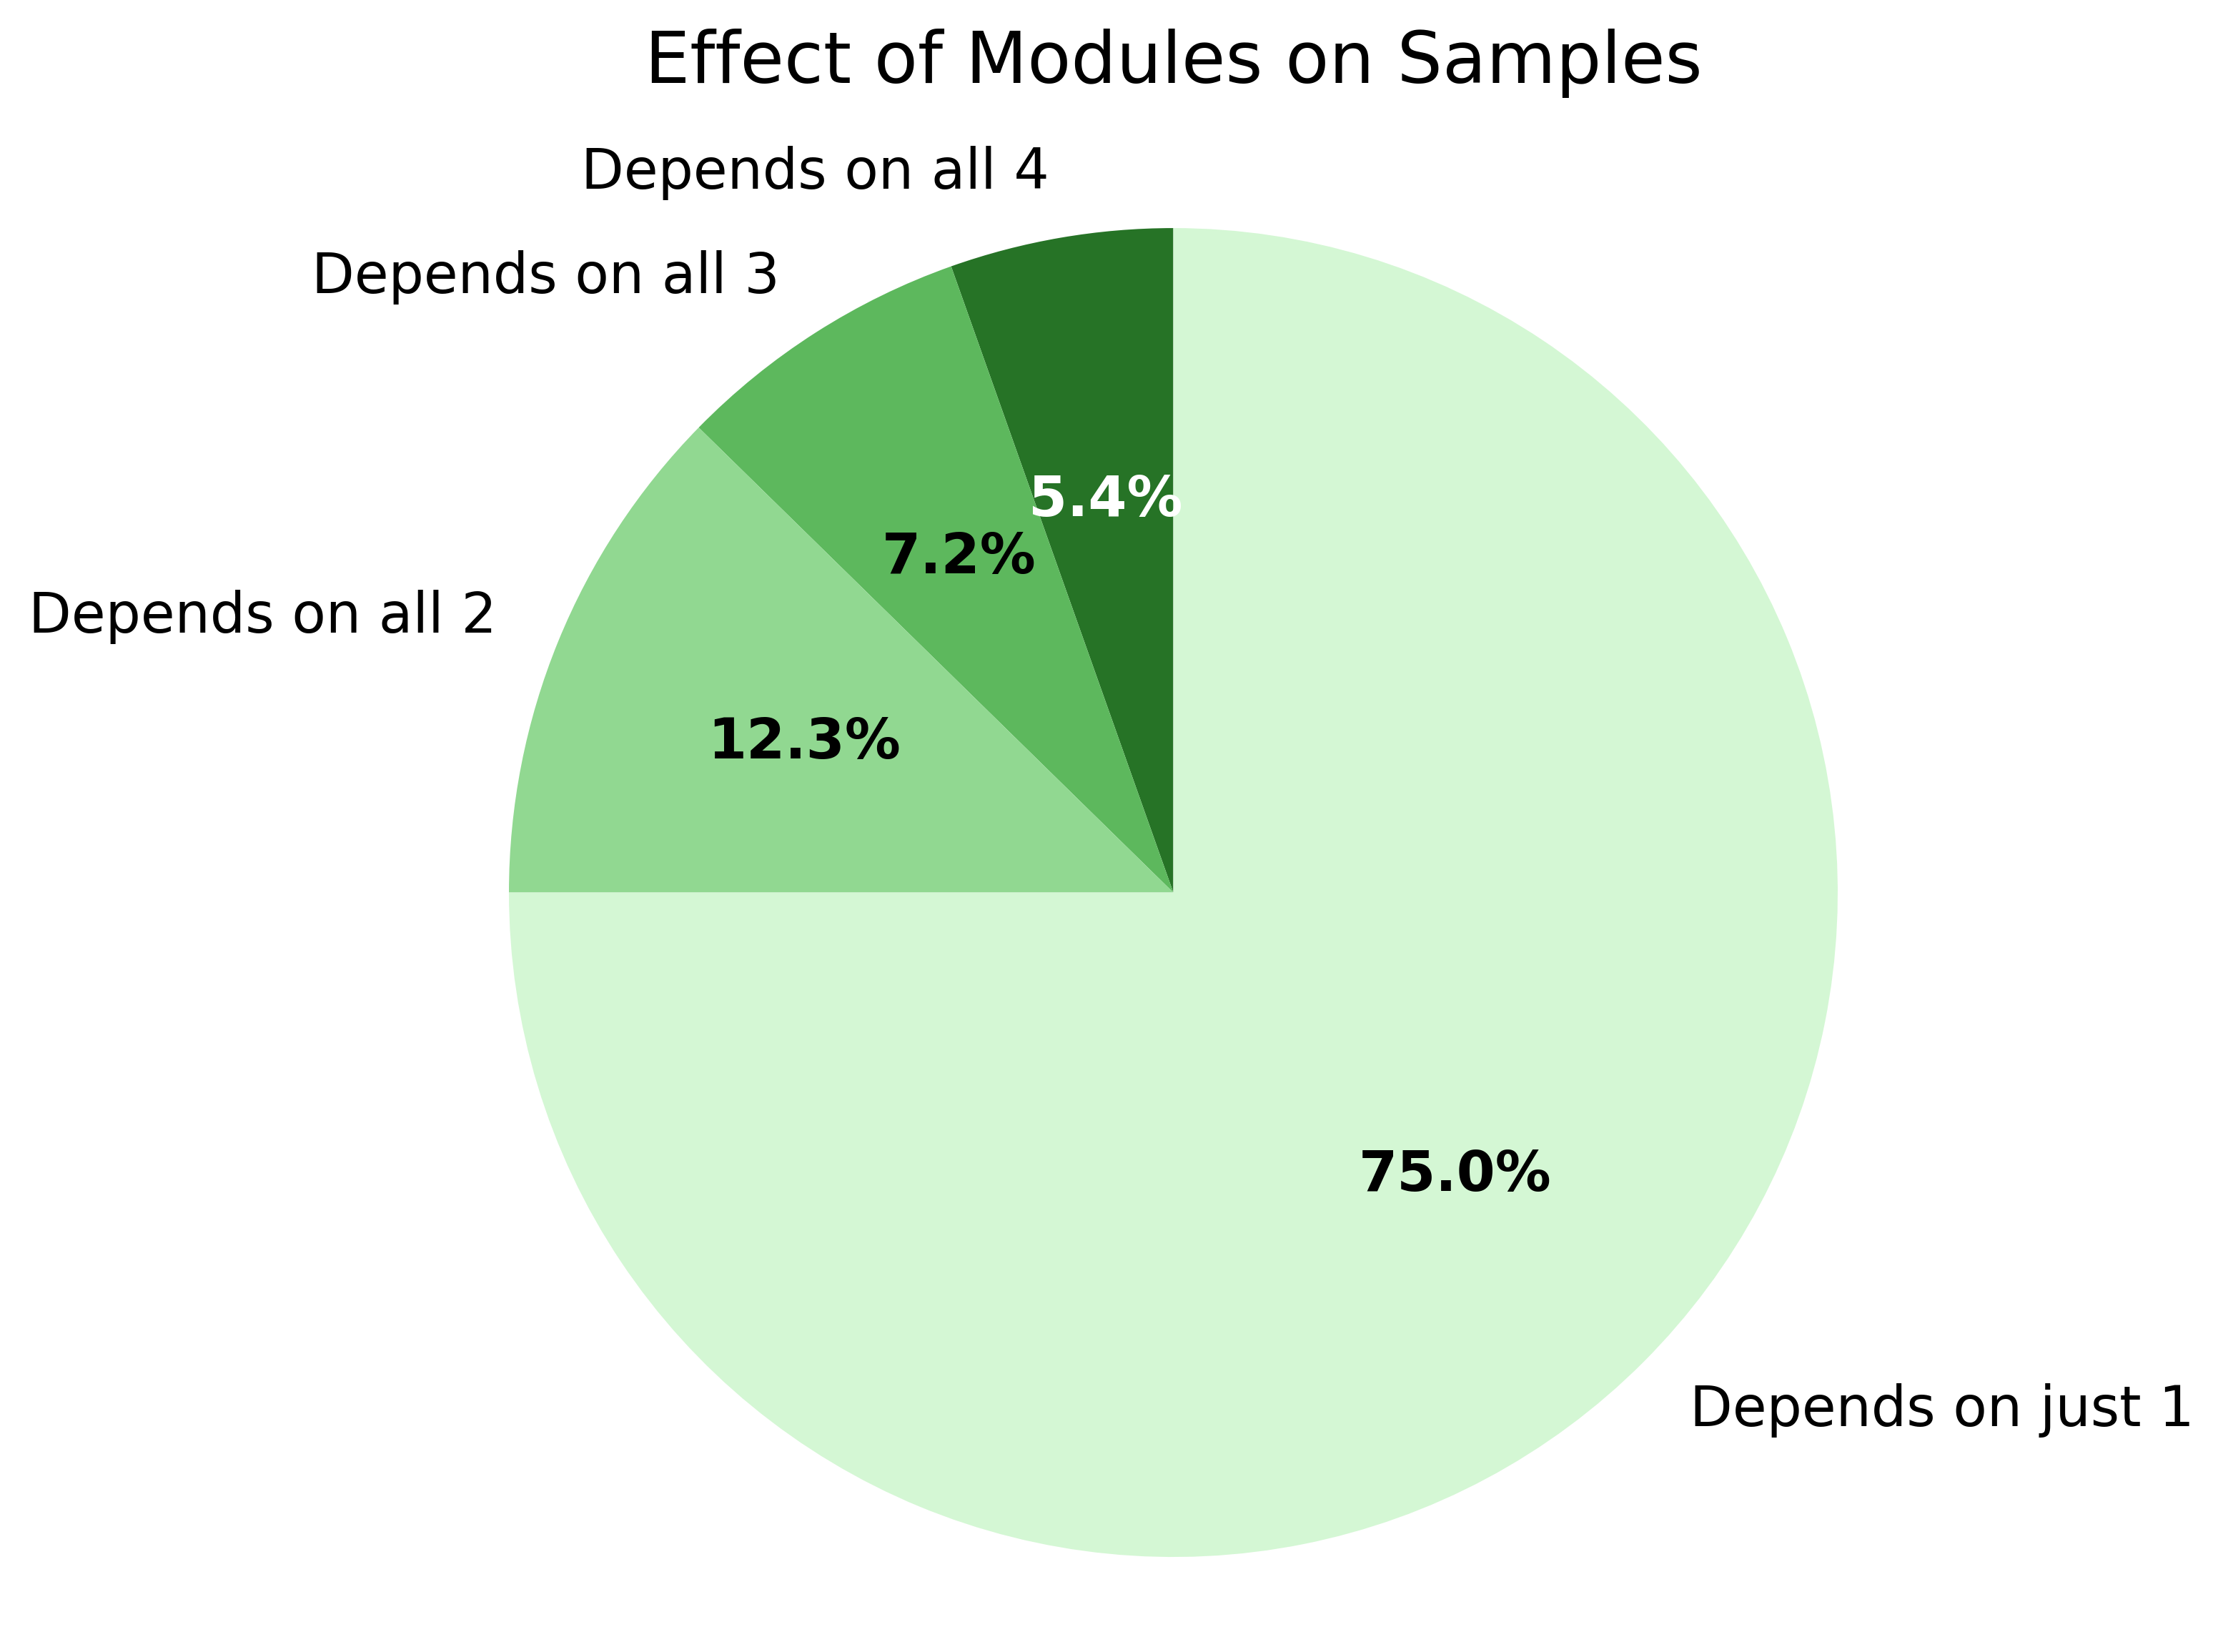 Effect of Modules on Samples
Depends on all 4
Depends on all 3
5.4%
7.2%
Depends on all 2
12.3%
75.0%
Depends on just 1